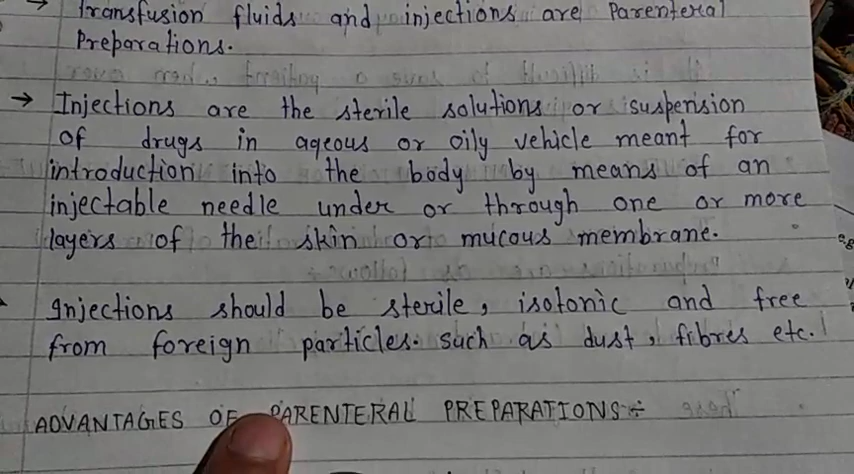 → Transfusion fluids and injections are Parenteral
Preparations.
→ Injections are the sterile solutions or suspension
of drugs in aqeous or oily vehicle meant for
introduction into the body by means of an
injectable needle under or through one or more
layers of the skin or mucous membrane.
Injections should be sterile, isotonic and free
from foreign particles. such as dust, fibres etc.
ADVANTAGES OF PARENTERAL PREPARATIONS÷